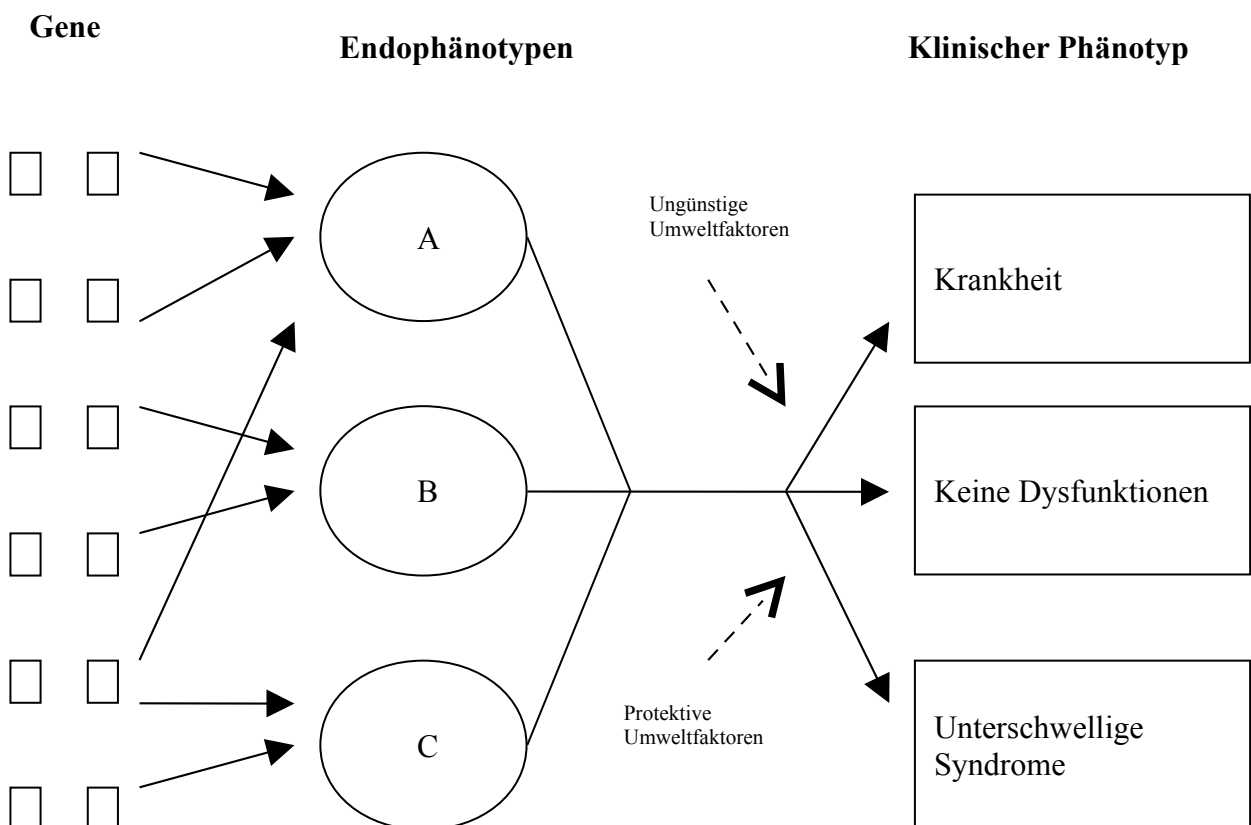 Gene
Endophänotypen
Klinischer Phänotyp
A
Ungünstige
Umweltfaktoren
Krankheit
B
Keine Dysfunktionen
Protektive
Umweltfaktoren
C
Unterschwellige
Syndrome